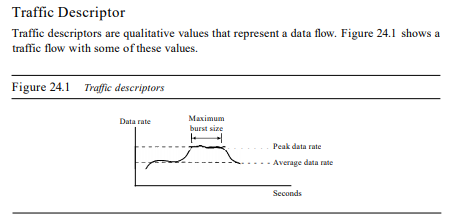 Traffic Descriptor
Traffic descriptors are qualitative values that represent a data flow. Figure 24.1 shows a
traffic flow with some of these values.
Figure 24.1 Traffic descriptors
Data rate
Maximum
burst size
Peak data rate
Average data rate
Seconds